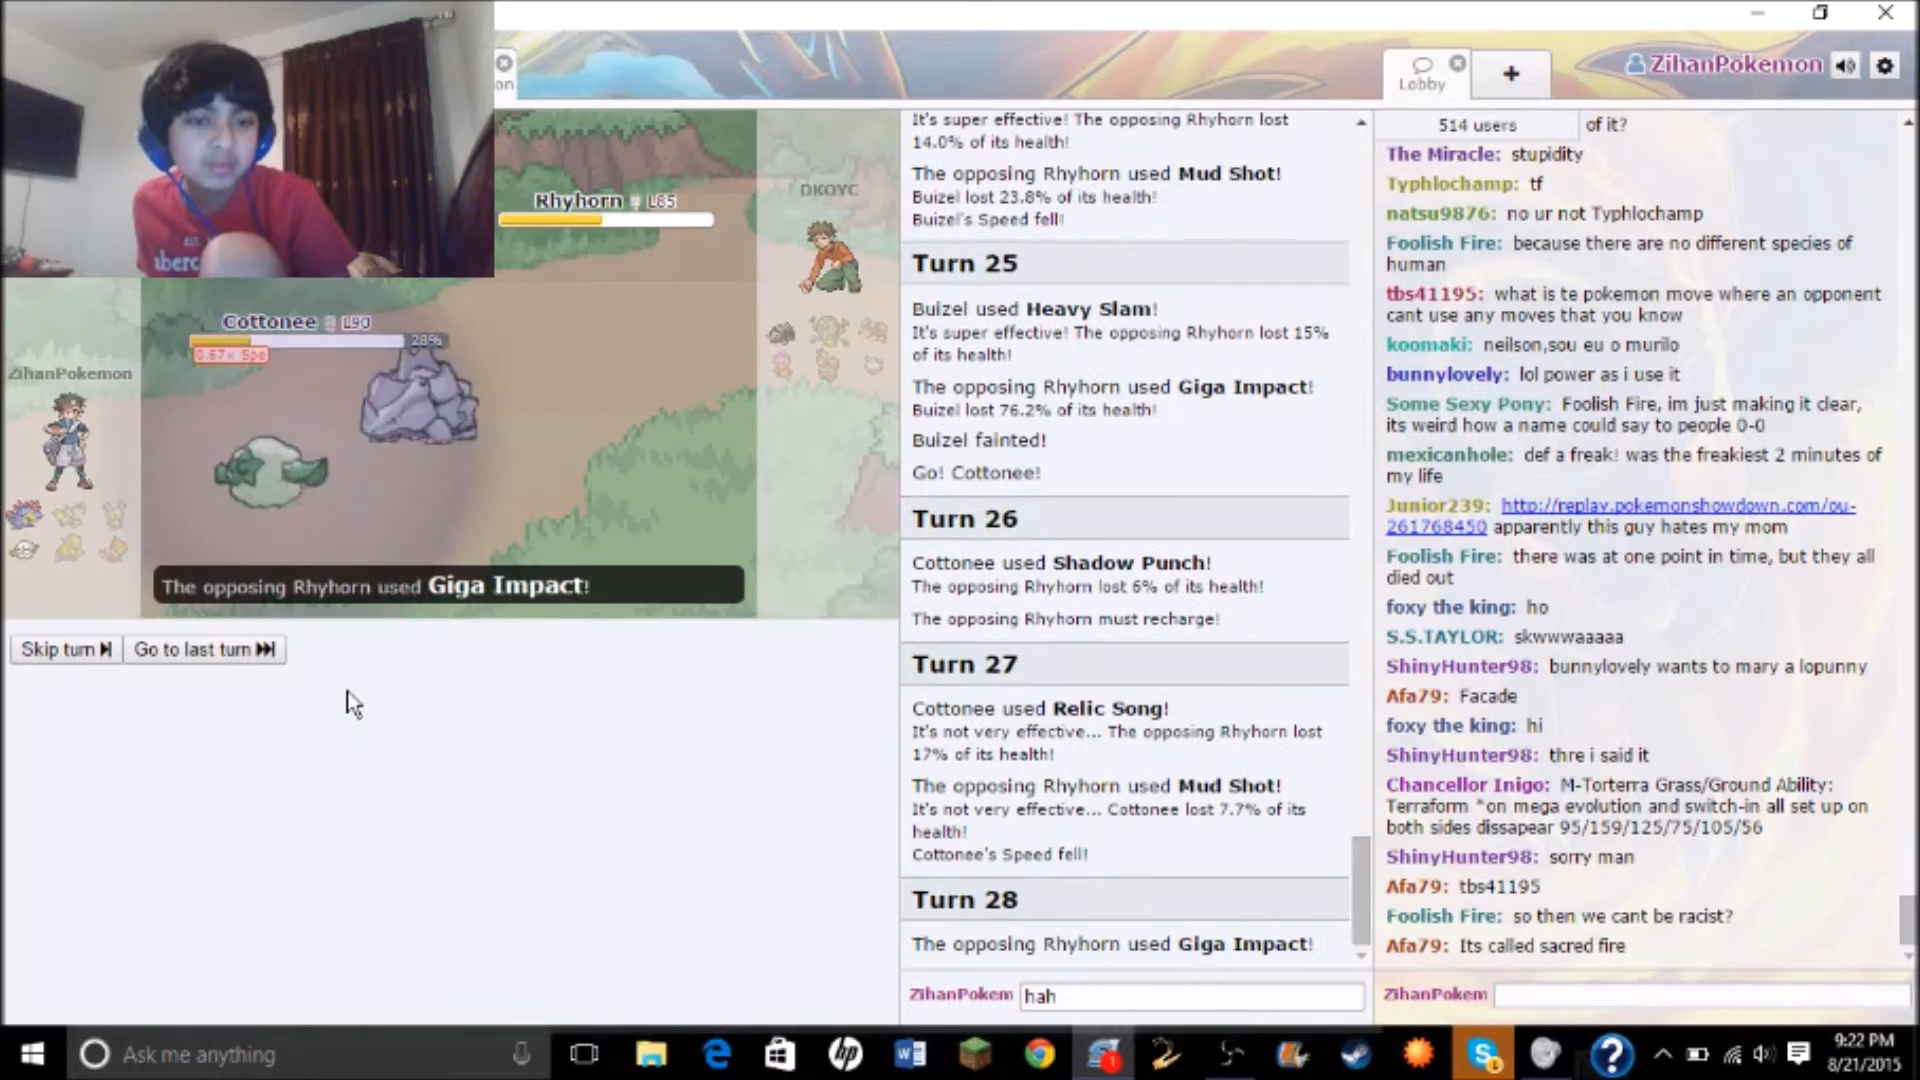 ZihanPokemon
on
Lobby
+
Rhyhorn L85
DKOYC
Cottonee L90
28%
0.67× Spe
ZihanPokemon
The opposing Rhyhorn used Giga Impact!
Skip turn
Go to last turn
It's super effective! The opposing Rhyhorn lost
14.0% of its health!
The opposing Rhyhorn used Mud Shot!
Buizel lost 23.8% of its health!
Buizel's Speed fell!
Turn 25
Buizel used Heavy Slam!
It's super effective! The opposing Rhyhorn lost 15%
of its health!
The opposing Rhyhorn used Giga Impact!
Buizel lost 76.2% of its health!
Buizel fainted!
Go! Cottonee!
Turn 26
Cottonee used Shadow Punch!
The opposing Rhyhorn lost 6% of its health!
The opposing Rhyhorn must recharge!
Turn 27
Cottonee used Relic Song!
It's not very effective... The opposing Rhyhorn lost
17% of its health!
The opposing Rhyhorn used Mud Shot!
It's not very effective... Cottonee lost 7.7% of its
health!
Cottonee's Speed fell!
Turn 28
The opposing Rhyhorn used Giga Impact!
ZihanPokem hah
514 users
of it?
The Miracle: stupidity
Typhlochamp: tf
natsu9876: no ur not Typhlochamp
Foolish Fire: because there are no different species of
human
tbs41195: what is te pokemon move where an opponent
cant use any moves that you know
koomaki: neilson,sou eu o murilo
bunnylovely: lol power as i use it
Some Sexy Pony: Foolish Fire, im just making it clear,
its weird how a name could say to people 0-0
mexicanhole: def a freak! was the freakiest 2 minutes of
my life
Junior239: http://replay.pokemonshowdown.com/ou-
261768450 apparently this guy hates my mom
Foolish Fire: there was at one point in time, but they all
died out
foxy the king: ho
S.S.TAYLOR: skwwwaaaaa
ShinyHunter98: bunnylovely wants to mary a lopunny
Afa79: Facade
foxy the king: hi
ShinyHunter98: thre i said it
Chancellor Inigo: M-Torterra Grass/Ground Ability:
Terraform *on mega evolution and switch-in all set up on
both sides dissapear 95/159/125/75/105/56
ShinyHunter98: sorry man
Afa79: tbs41195
Foolish Fire: so then we cant be racist?
Afa79: Its called sacred fire
ZihanPokem
Ask me anything
hp
9:22 PM
8/21/2015